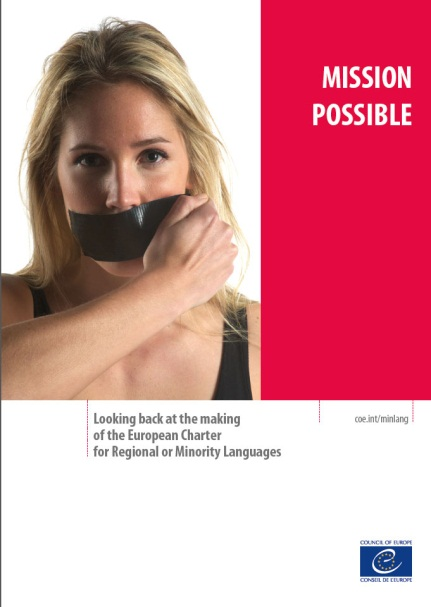 MISSION
POSSIBLE
Looking back at the making
of the European Charter
for Regional or Minority Languages
coe.int/minlang
COUNCIL OF EUROPE
CONSEIL DE L'EUROPE